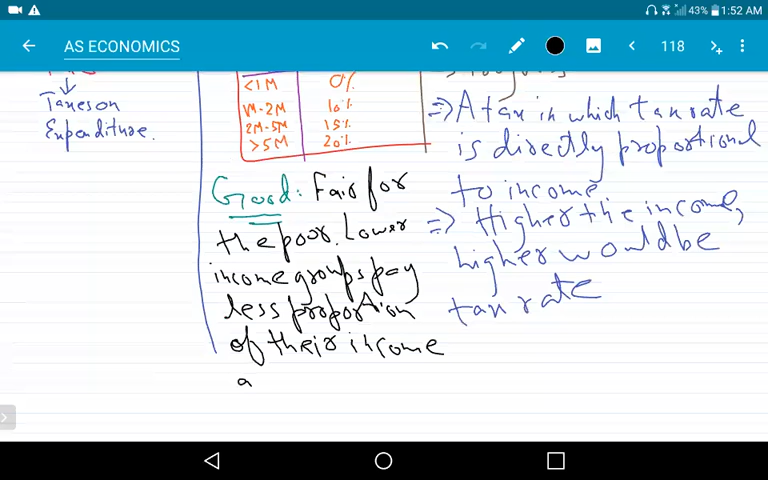 43% 1:52 AM
AS ECONOMICS
118
Taxes on
Expenditure.
<1M 0%
1M-2M 10%
2M-5M 15%
>5M 20%
Good: Fair for
the poor. Lower
income groups pay
less proportion
of their income
a
⇒ A tax in which tax rate
is directly proportional
to income
⇒ Higher the income,
higher would be
tax rate